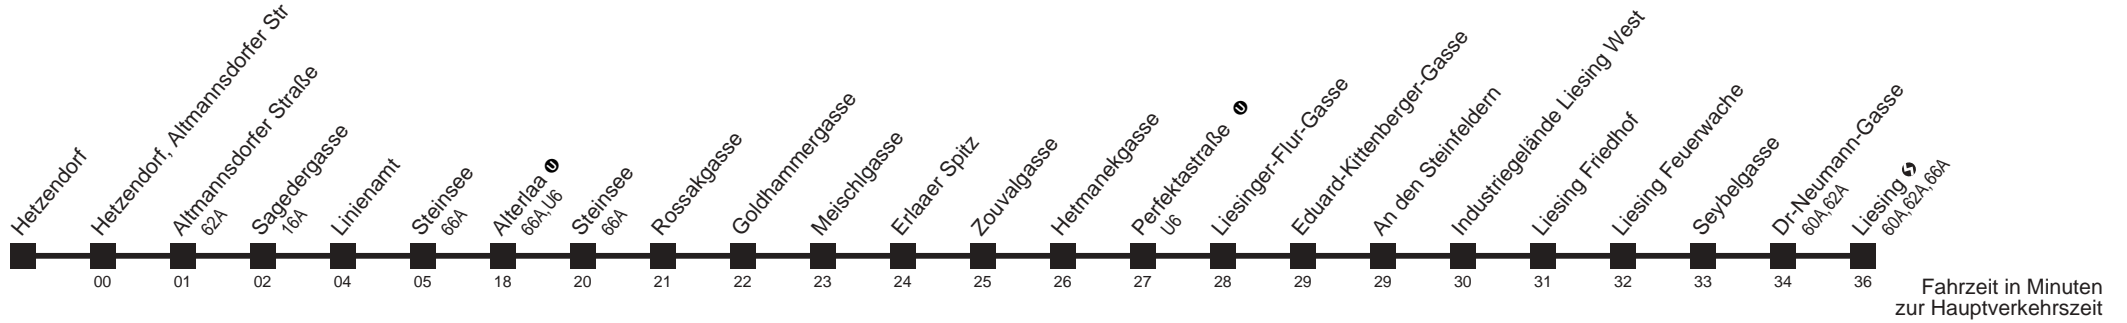 Hetzendorf
Hetzendorf, Altmannsdorfer Str
Altmannsdorfer Straße
62A
Sagedergasse
16A
Linienamt
Steinsee
66A
Alterlaa U
66A,U6
Steinsee
66A
Rossakgasse
Goldhammergasse
Meischlgasse
Erlaaer Spitz
Zouvalgasse
Hetmanekgasse
Perfektastraße U
U6
Liesinger-Flur-Gasse
Eduard-Kittenberger-Gasse
An den Steinfeldern
Industriegelände Liesing West
Liesing Friedhof
Liesing Feuerwache
Seybelgasse
Dr-Neumann-Gasse
60A,62A
Liesing
60A,62A,66A
00 01 02 04 05 18 20 21 22 23 24 25 26 27 28 29 29 30 31 32 33 34 36
Fahrzeit in Minuten
zur Hauptverkehrszeit